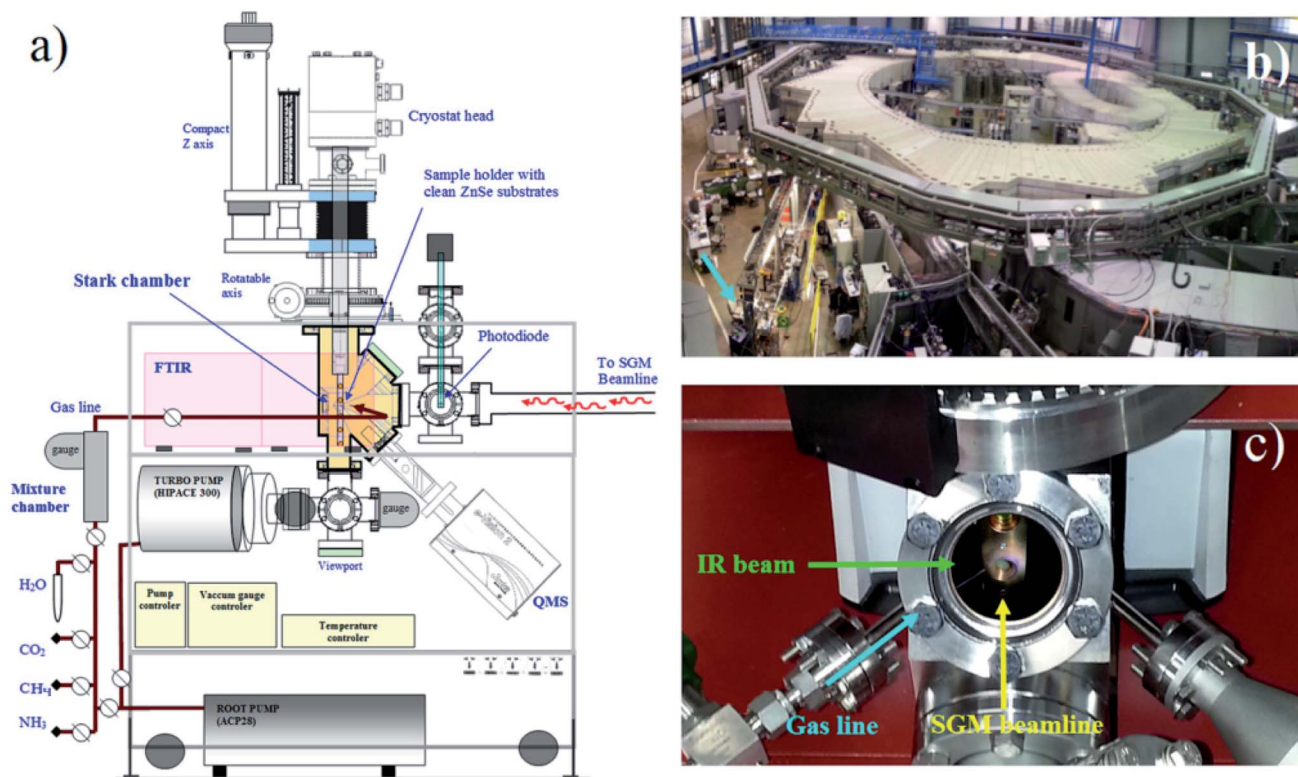 a)
Compact
Z axis
Cryostat head
Sample holder with
clean ZnSe substrates
Rotatable
axis
Stark chamber
Photodiode
FTIR
To SGM
Beamline
Gas line
gauge
Mixture
chamber
TURBO PUMP
(HIPACE 300)
gauge
Viewport
QMS
H₂O
CO₂
CH4
NH₃
Pump
controler
Vaccum gauge
controler
Temperature
controler
ROOT PUMP
(ACP28)
b)
c)
IR beam
Gas line
SGM beamline